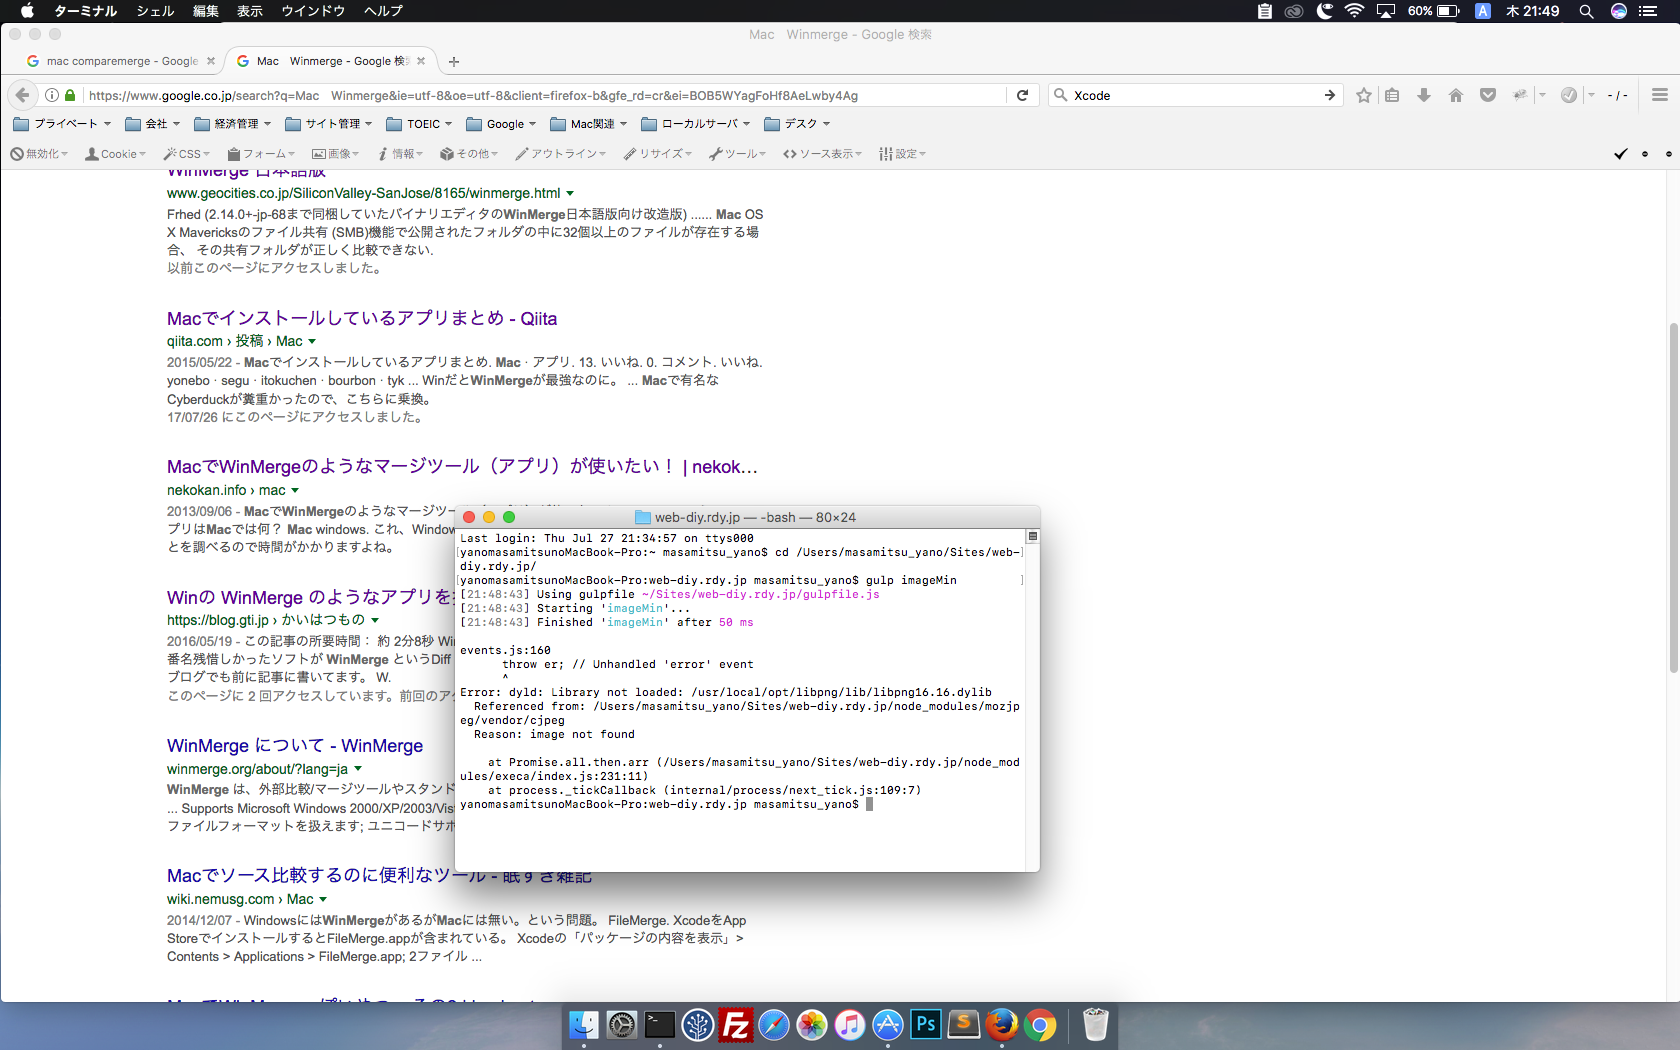 ターミナル シェル 編集 表示 ウインドウ ヘルプ 60% A 木 21:49
Mac Winmerge - Google 検索
mac comparemerge - Google
Mac Winmerge - Google 検
https://www.google.co.jp/search?q=Mac Winmerge&ie=utf-8&oe=utf-8&client=firefox-b&gfe_rd=cr&ei=BOB5WYagFoHf8AeLwby4Ag
Xcode
- / -
プライベート 会社 経済管理 サイト管理 TOEIC Google Mac関連 ローカルサーバ デスク
無効化 Cookie CSS フォーム 画像 情報 その他 アウトライン リサイズ ツール ソース表示 設定
WinMerge 日本語版
www.geocities.co.jp/SiliconValley-SanJose/8165/winmerge.html
Frhed (2.14.0+-jp-68まで同梱していたバイナリエディタのWinMerge日本語版向け改造版) ...... Mac OS
X Mavericksのファイル共有 (SMB)機能で公開されたフォルダの中に32個以上のファイルが存在する場
合、 その共有フォルダが正しく比較できない.
以前このページにアクセスしました。
Macでインストールしているアプリまとめ - Qiita
qiita.com › 投稿 › Mac
2015/05/22 - Macでインストールしているアプリまとめ. Mac · アプリ. 13. いいね. 0. コメント. いいね.
yonebo · segu · itokuchen · bourbon · tyk ... WinだとWinMergeが最強なのに。 ... Macで有名な
Cyberduckが糞重かったので、こちらに乗換。
17/07/26 にこのページにアクセスしました。
MacでWinMergeのようなマージツール（アプリ）が使いたい！ | nekok...
nekokan.info › mac
2013/09/06 - MacでWinMergeのようなマージツー
プリはMacでは何？ Mac windows. これ、Window
とを調べるので時間がかかりますよね。
Winの WinMerge のようなアプリを
https://blog.gti.jp › かいはつもの
2016/05/19 - この記事の所要時間： 約 2分8秒 Wi
番名残惜しかったソフトが WinMerge というDiff
ブログでも前に記事に書いてます。 W.
このページに 2 回アクセスしています。前回のア
WinMerge について - WinMerge
winmerge.org/about/?lang=ja
WinMerge は、外部比較/マージツールやスタンド
... Supports Microsoft Windows 2000/XP/2003/Vis
ファイルフォーマットを扱えます; ユニコードサポ
Macでソース比較するのに便利なツール - 眠すぎ雑記
wiki.nemusg.com › Mac
2014/12/07 - WindowsにはWinMergeがあるがMacには無い。という問題。 FileMerge. XcodeをApp
StoreでインストールするとFileMerge.appが含まれている。 Xcodeの「パッケージの内容を表示」>
Contents > Applications > FileMerge.app; 2ファイル ...
web-diy.rdy.jp — -bash — 80×24
Last login: Thu Jul 27 21:34:57 on ttys000
[yanomasamitsunoMacBook-Pro:~ masamitsu_yano$ cd /Users/masamitsu_yano/Sites/web-]
diy.rdy.jp/
[yanomasamitsunoMacBook-Pro:web-diy.rdy.jp masamitsu_yano$ gulp imageMin ]
[21:48:43] Using gulpfile ~/Sites/web-diy.rdy.jp/gulpfile.js
[21:48:43] Starting 'imageMin'...
[21:48:43] Finished 'imageMin' after 50 ms
events.js:160
throw er; // Unhandled 'error' event
^
Error: dyld: Library not loaded: /usr/local/opt/libpng/lib/libpng16.16.dylib
Referenced from: /Users/masamitsu_yano/Sites/web-diy.rdy.jp/node_modules/mozjp
eg/vendor/cjpeg
Reason: image not found
at Promise.all.then.arr (/Users/masamitsu_yano/Sites/web-diy.rdy.jp/node_mod
ules/execa/index.js:231:11)
at process._tickCallback (internal/process/next_tick.js:109:7)
yanomasamitsunoMacBook-Pro:web-diy.rdy.jp masamitsu_yano$
Fz Ps S